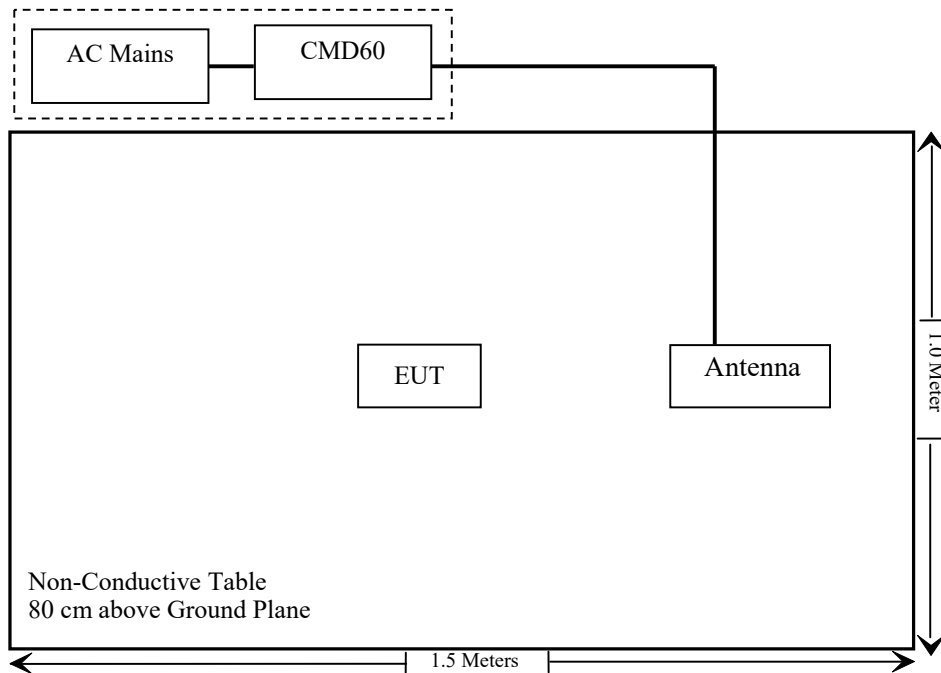 AC Mains
CMD60
EUT
Antenna
1.0 Meter
Non-Conductive Table
80 cm above Ground Plane
1.5 Meters